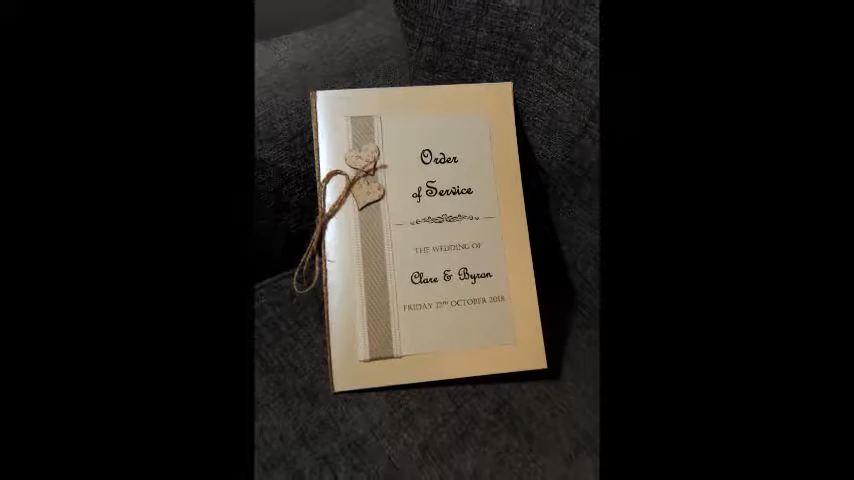 Order
of Service
THE WEDDING OF
Clare & Byron
FRIDAY 12TH OCTOBER 2018